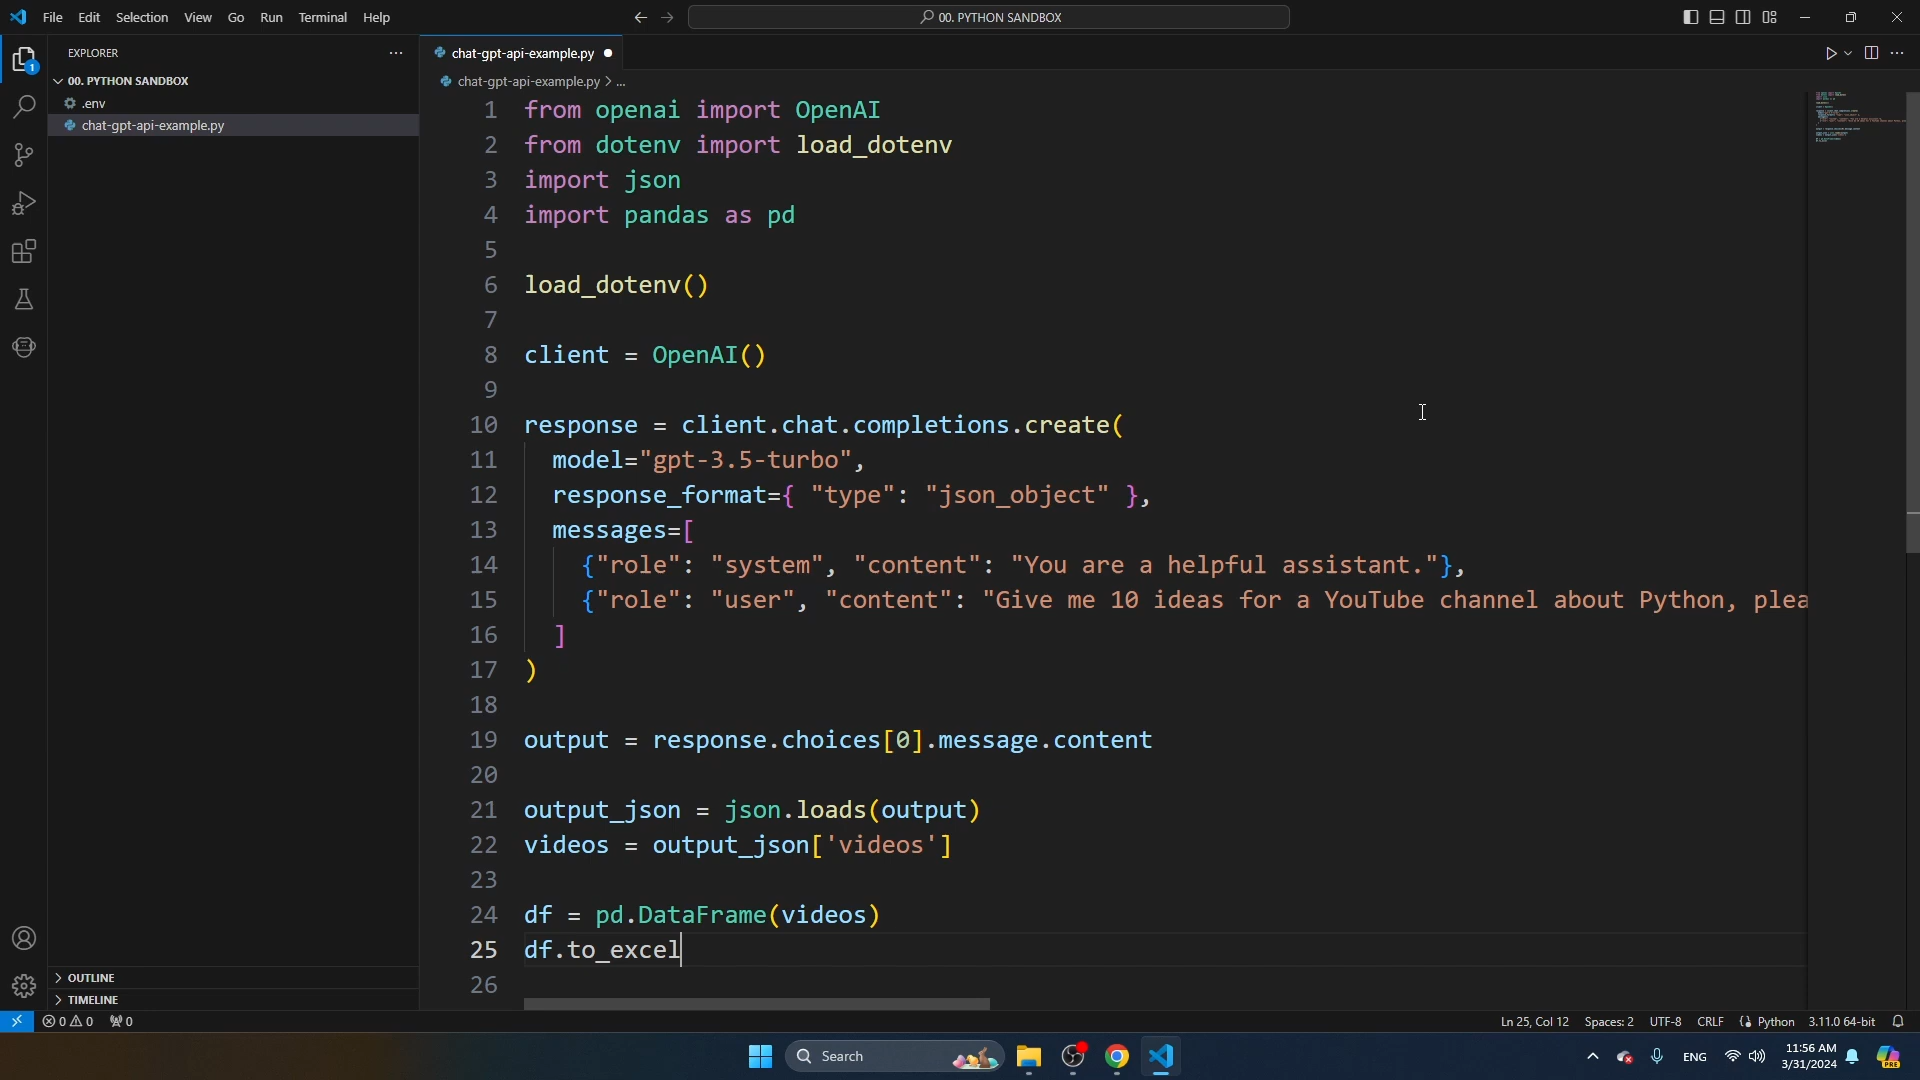 File Edit Selection View Go Run Terminal Help
00. PYTHON SANDBOX
EXPLORER
00. PYTHON SANDBOX
.env
chat-gpt-api-example.py
1
chat-gpt-api-example.py
chat-gpt-api-example.py > ...
1 from openai import OpenAI
2 from dotenv import load_dotenv
3 import json
4 import pandas as pd
5
6 load_dotenv()
7
8 client = OpenAI()
9
10 response = client.chat.completions.create(
11 model="gpt-3.5-turbo",
12 response_format={ "type": "json_object" },
13 messages=[
14 {"role": "system", "content": "You are a helpful assistant."},
15 {"role": "user", "content": "Give me 10 ideas for a YouTube channel about Python, plea
16 ]
17 )
18
19 output = response.choices[0].message.content
20
21 output_json = json.loads(output)
22 videos = output_json['videos']
23
24 df = pd.DataFrame(videos)
25 df.to_excel
26
OUTLINE
TIMELINE
0 0 0
Ln 25, Col 12 Spaces: 2 UTF-8 CRLF {} Python 3.11.0 64-bit
Search
ENG
11:56 AM
3/31/2024
PRE